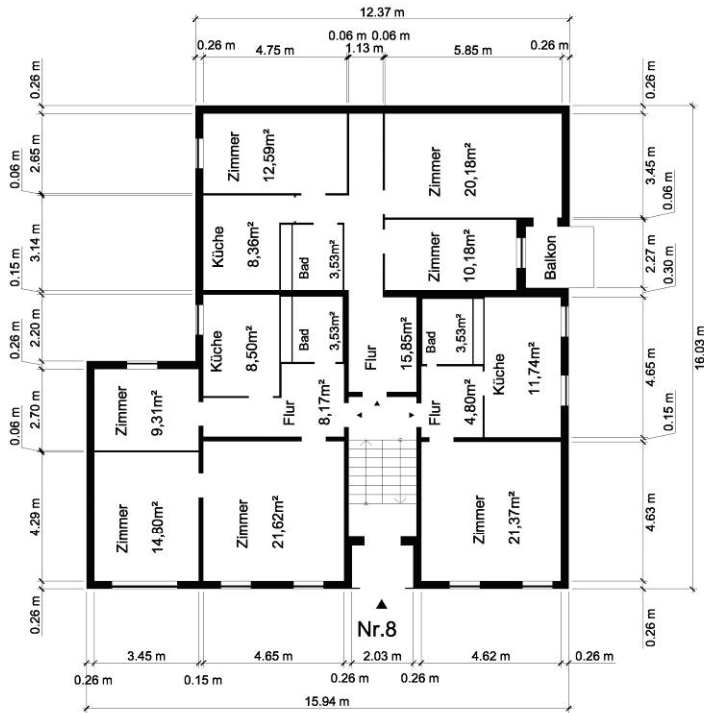 12.37 m
0.06 m 0.06 m
0.26 m 4.75 m 1.13 m 5.85 m 0.26 m
0.26 m
2.65 m
0.06 m
3.14 m
0.15 m
2.20 m
0.26 m
2.70 m
0.06 m
4.29 m
0.26 m
Zimmer 12,59m²
Zimmer 20,18m²
Küche 8,36m²
Bad 3,53m²
Zimmer 10,18m²
Balkon
Küche 8,50m²
Bad 3,53m²
Flur 15,85m²
Bad 3,53m²
Küche 11,74m²
Zimmer 9,31m²
Flur 8,17m²
Flur 4,80m²
Zimmer 14,80m²
Zimmer 21,62m²
Zimmer 21,37m²
Nr.8
0.26 m
3.45 m
0.06 m
2.27 m
0.30 m
4.65 m
0.15 m
4.63 m
0.26 m
16.03 m
3.45 m 4.65 m 2.03 m 4.62 m 0.26 m
0.26 m 0.15 m 0.26 m 0.26 m
15.94 m